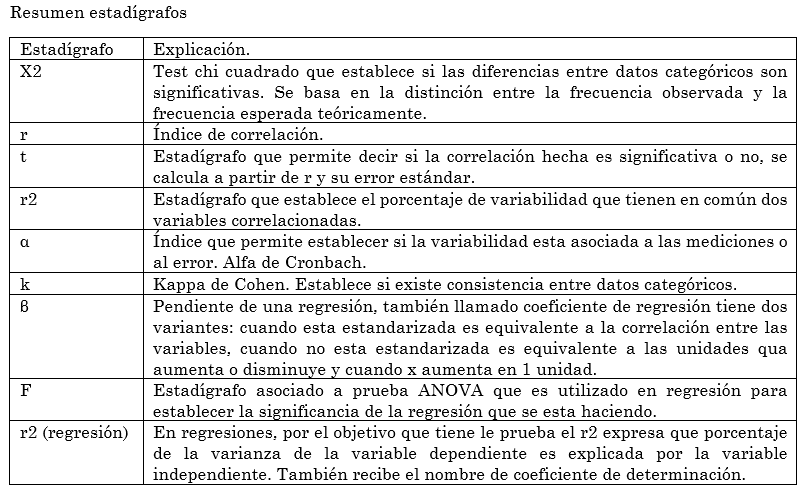 Resumen estadígrafos
Estadígrafo Explicación.
X2 Test chi cuadrado que establece si las diferencias entre datos categóricos son
significativas. Se basa en la distinción entre la frecuencia observada y la
frecuencia esperada teóricamente.
r Índice de correlación.
t Estadígrafo que permite decir si la correlación hecha es significativa o no, se
calcula a partir de r y su error estándar.
r2 Estadígrafo que establece el porcentaje de variabilidad que tienen en común dos
variables correlacionadas.
α Índice que permite establecer si la variabilidad esta asociada a las mediciones o
al error. Alfa de Cronbach.
k Kappa de Cohen. Establece si existe consistencia entre datos categóricos.
β Pendiente de una regresión, también llamado coeficiente de regresión tiene dos
variantes: cuando esta estandarizada es equivalente a la correlación entre las
variables, cuando no esta estandarizada es equivalente a las unidades qua
aumenta o disminuye y cuando x aumenta en 1 unidad.
F Estadígrafo asociado a prueba ANOVA que es utilizado en regresión para
establecer la significancia de la regresión que se esta haciendo.
r2 (regresión) En regresiones, por el objetivo que tiene le prueba el r2 expresa que porcentaje
de la varianza de la variable dependiente es explicada por la variable
independiente. También recibe el nombre de coeficiente de determinación.